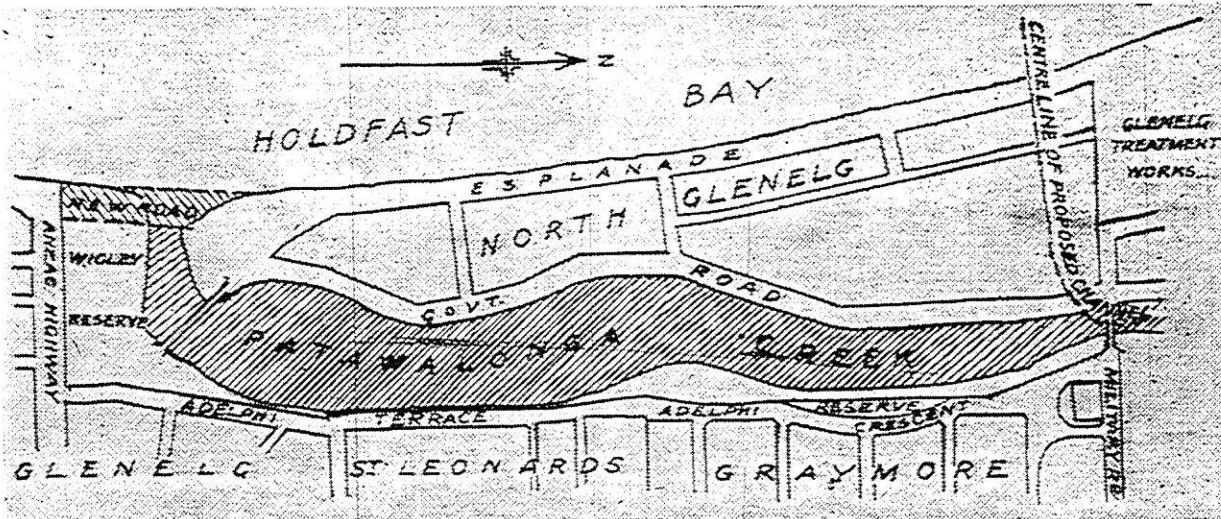 N
BAY
HOLDFAST
ESPLANADE
GLENELG
NORTH
CENTRE LINE OF PROPOSED CHANNEL
GLENELG
TREATMENT
WORKS
NEW ROAD
WIGLEY
RESERVE
ANZAC HIGHWAY
GOVT. ROAD
PATAWALONGA CREEK
ADELPHI TERRACE
ADELPHI
RESERVE
CRESCENT
MILITARY RD
GLENELG
ST LEONARDS
GRAYMORE